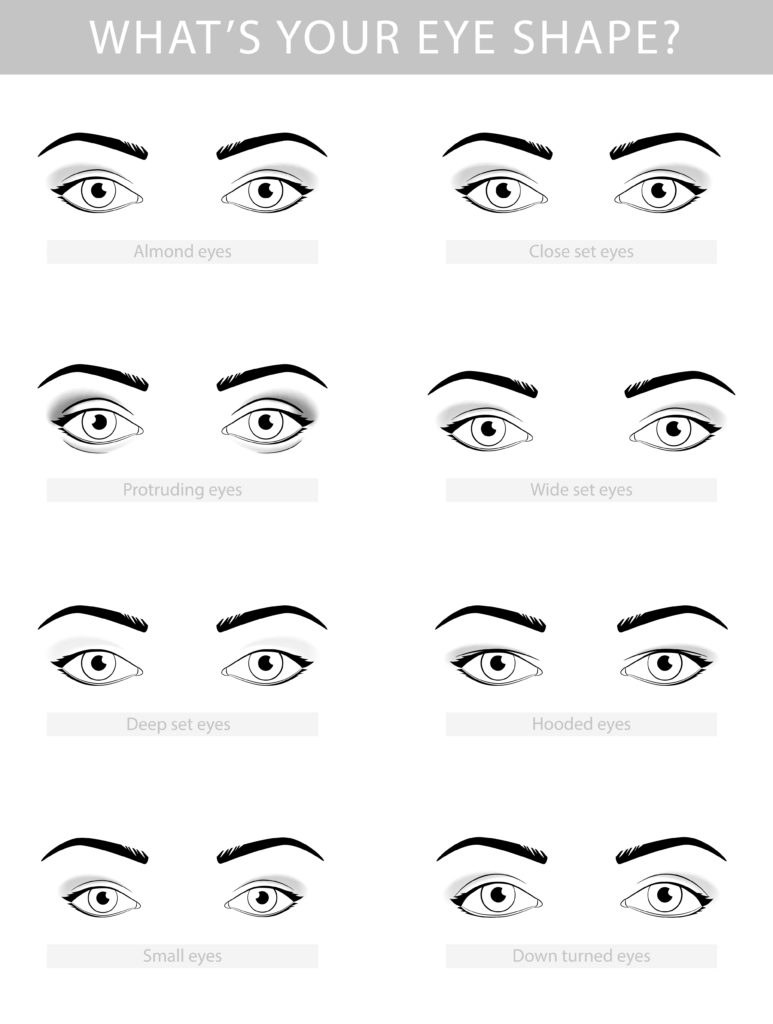 WHAT'S YOUR EYE SHAPE?
Almond eyes
Close set eyes
Protruding eyes
Wide set eyes
Deep set eyes
Hooded eyes
Small eyes
Down turned eyes